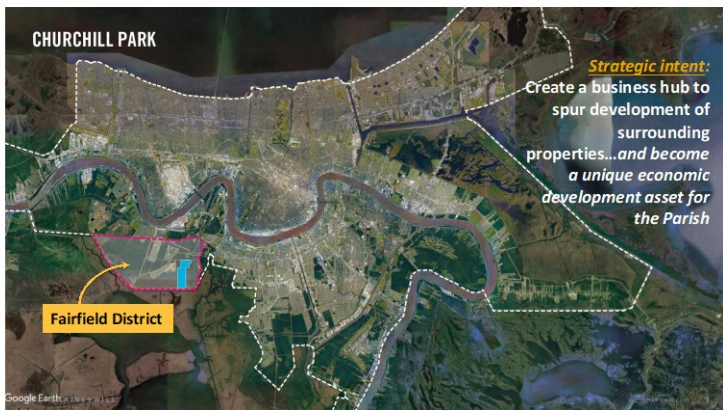 CHURCHILL PARK
Strategic intent:
Create a business hub to
spur development of
surrounding
properties...and become
a unique economic
development asset for
the Parish
Fairfield District
Google Earth